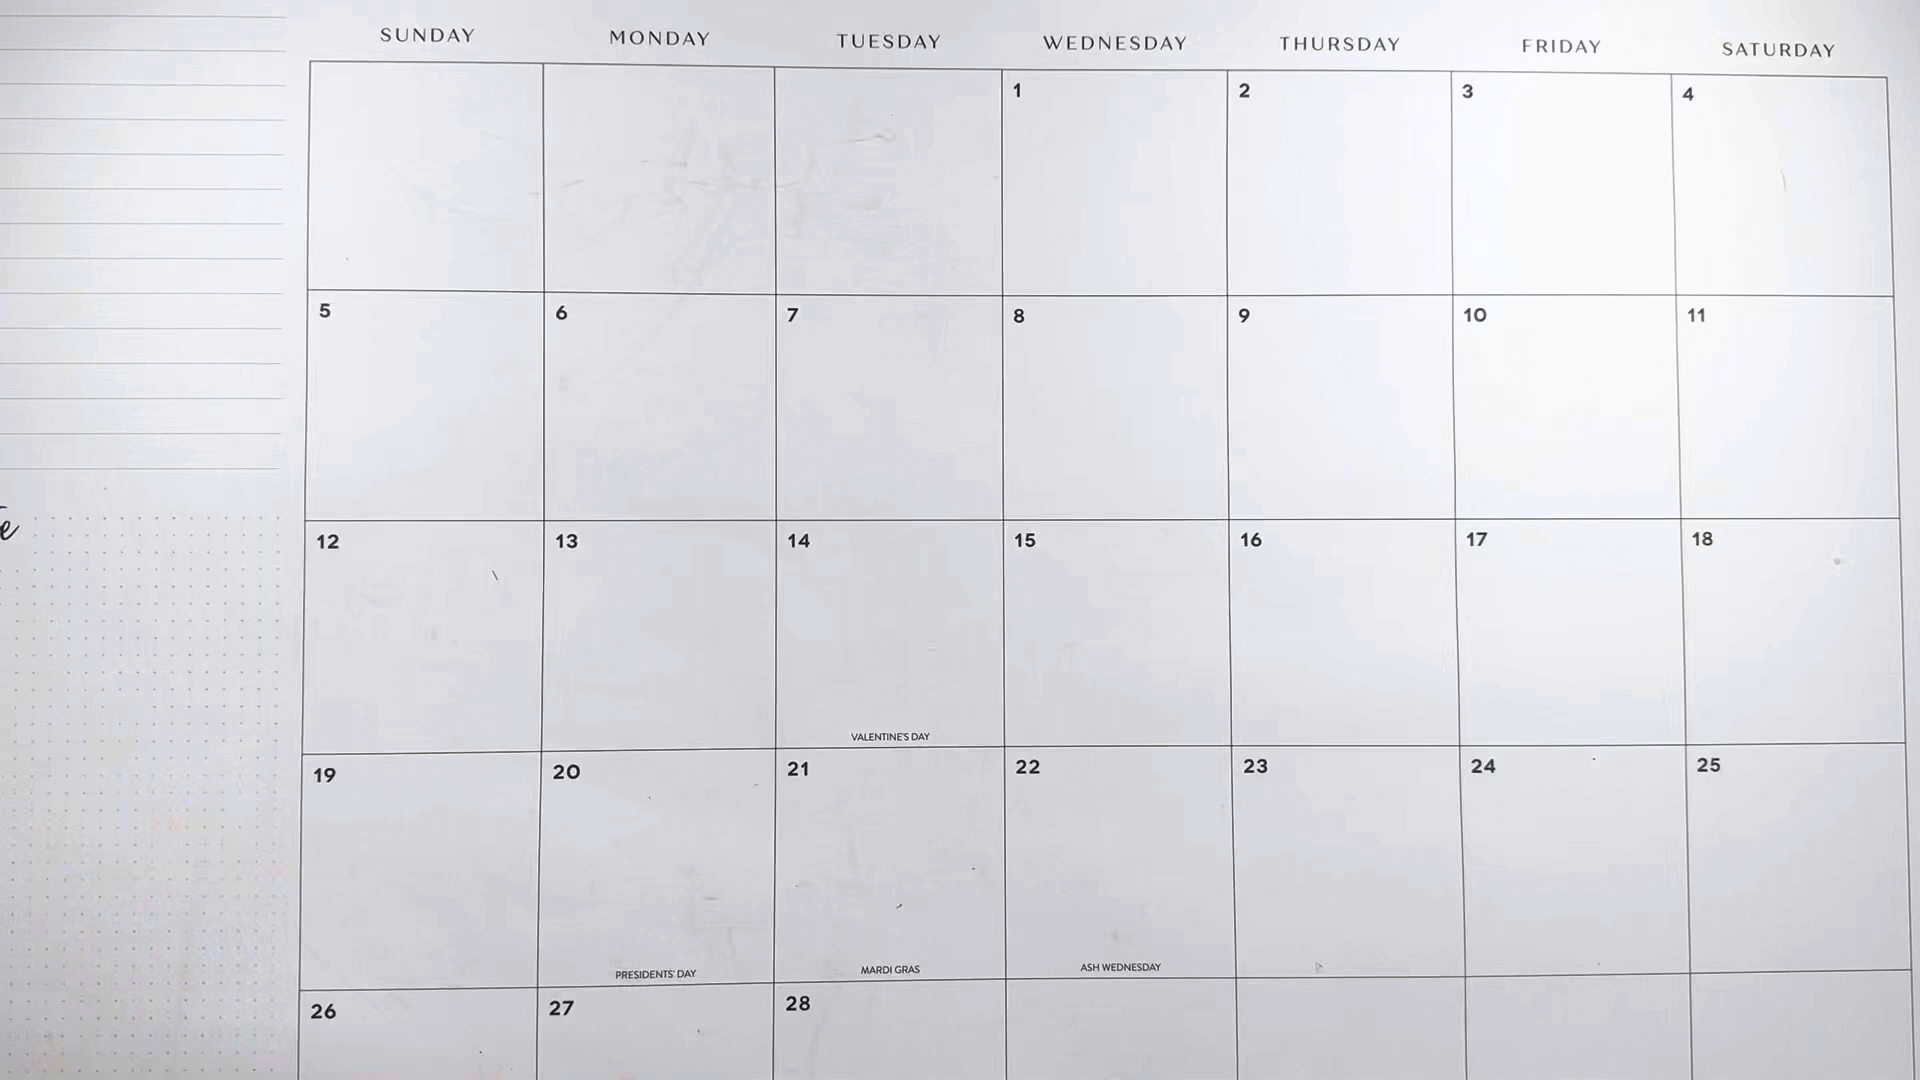 SUNDAY MONDAY TUESDAY WEDNESDAY THURSDAY FRIDAY SATURDAY
1 2 3 4
5 6 7 8 9 10 11
12 13 14 15 16 17 18
VALENTINE'S DAY
19 20 21 22 23 24 25
PRESIDENTS' DAY MARDI GRAS ASH WEDNESDAY
26 27 28